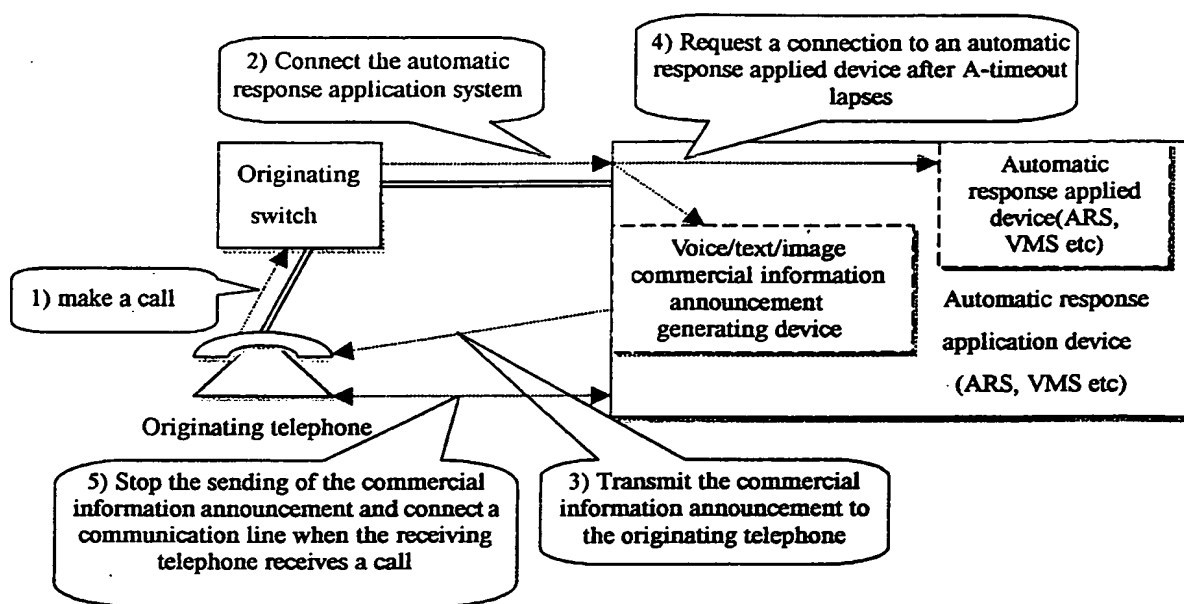 2) Connect the automatic
response application system
4) Request a connection to an automatic
response applied device after A-timeout
lapses
Originating
switch
Automatic
response applied
device(ARS,
VMS etc)
Voice/text/image
commercial information
announcement
generating device
1) make a call
Automatic response
application device
(ARS, VMS etc)
Originating telephone
5) Stop the sending of the commercial
information announcement and connect a
communication line when the receiving
telephone receives a call
3) Transmit the commercial
information announcement to
the originating telephone